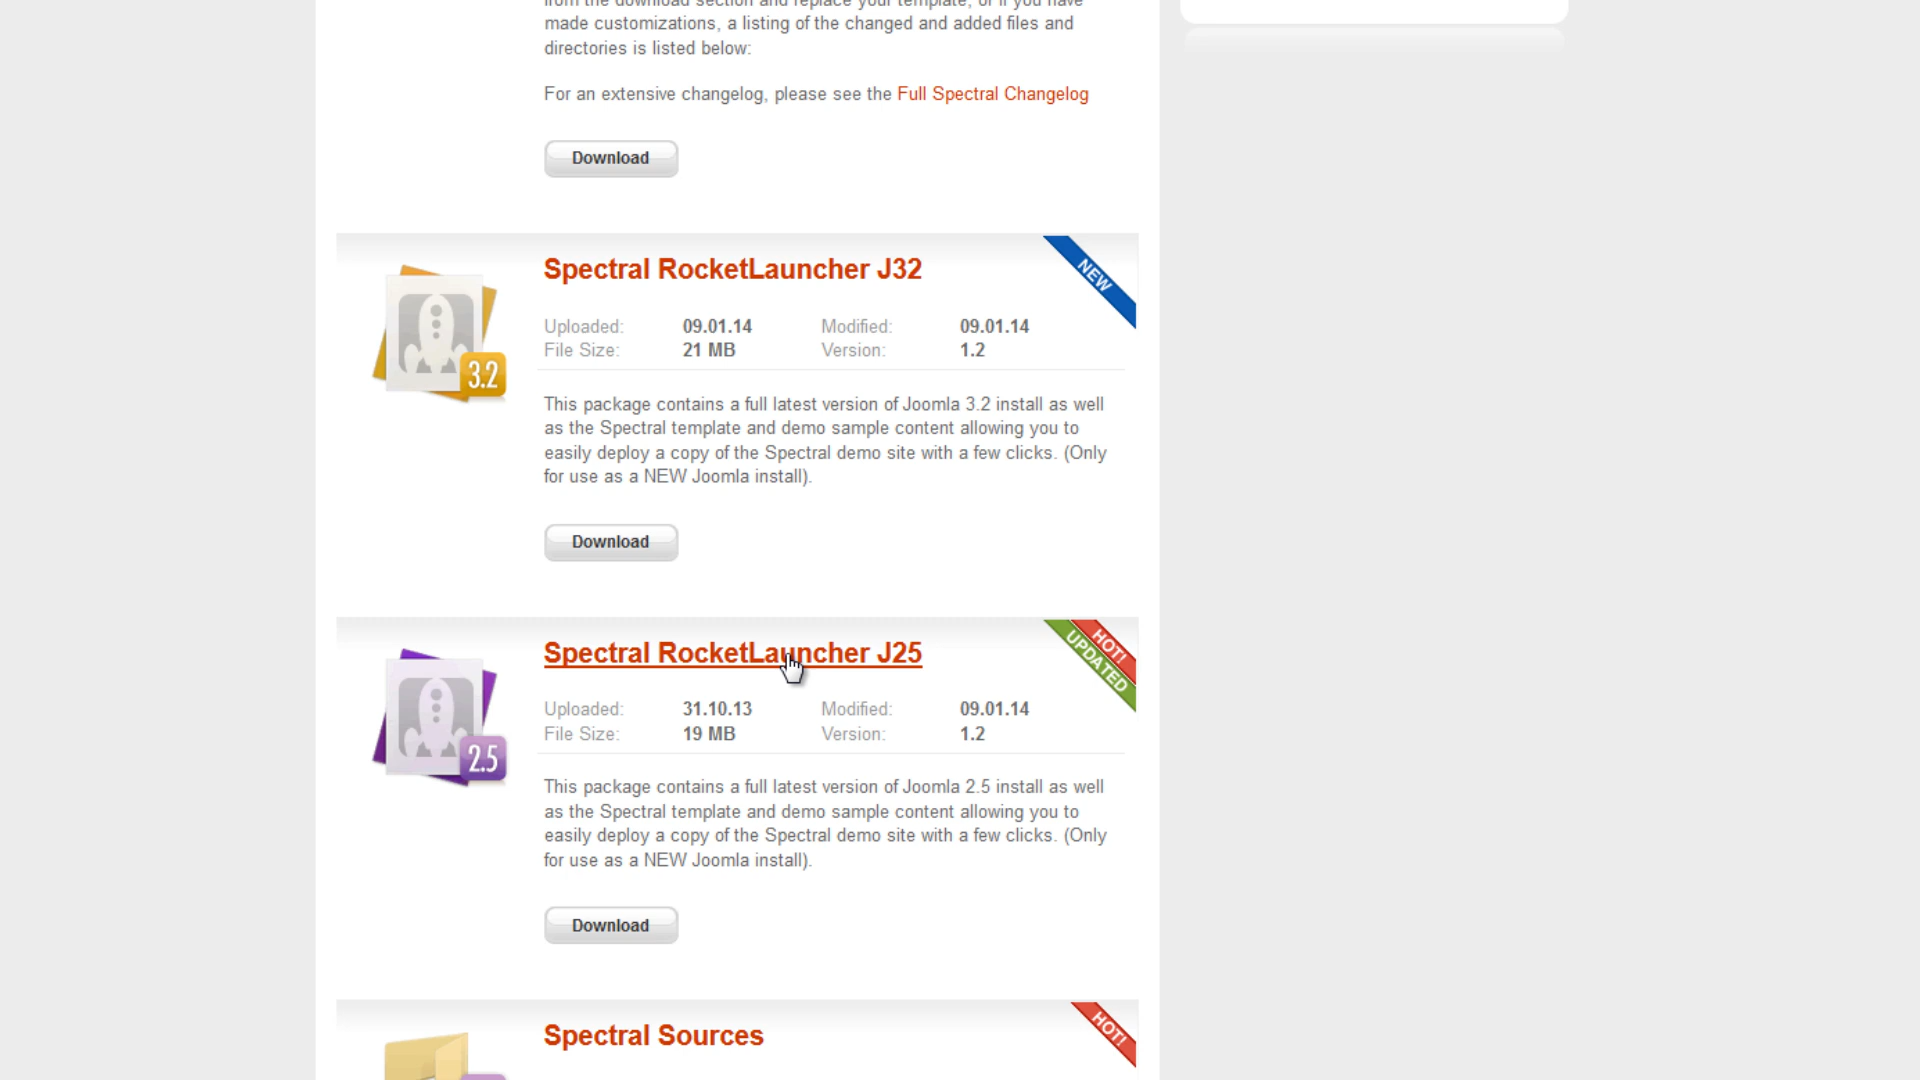 from the download section and replace your template, or if you have
made customizations, a listing of the changed and added files and
directories is listed below:
For an extensive changelog, please see the Full Spectral Changelog
Download
Spectral RocketLauncher J32
NEW
Uploaded: 09.01.14 Modified: 09.01.14
File Size: 21 MB Version: 1.2
3.2
This package contains a full latest version of Joomla 3.2 install as well
as the Spectral template and demo sample content allowing you to
easily deploy a copy of the Spectral demo site with a few clicks. (Only
for use as a NEW Joomla install).
Download
Spectral RocketLauncher J25
HOT!
UPDATED
Uploaded: 31.10.13 Modified: 09.01.14
File Size: 19 MB Version: 1.2
2.5
This package contains a full latest version of Joomla 2.5 install as well
as the Spectral template and demo sample content allowing you to
easily deploy a copy of the Spectral demo site with a few clicks. (Only
for use as a NEW Joomla install).
Download
Spectral Sources
HOT!